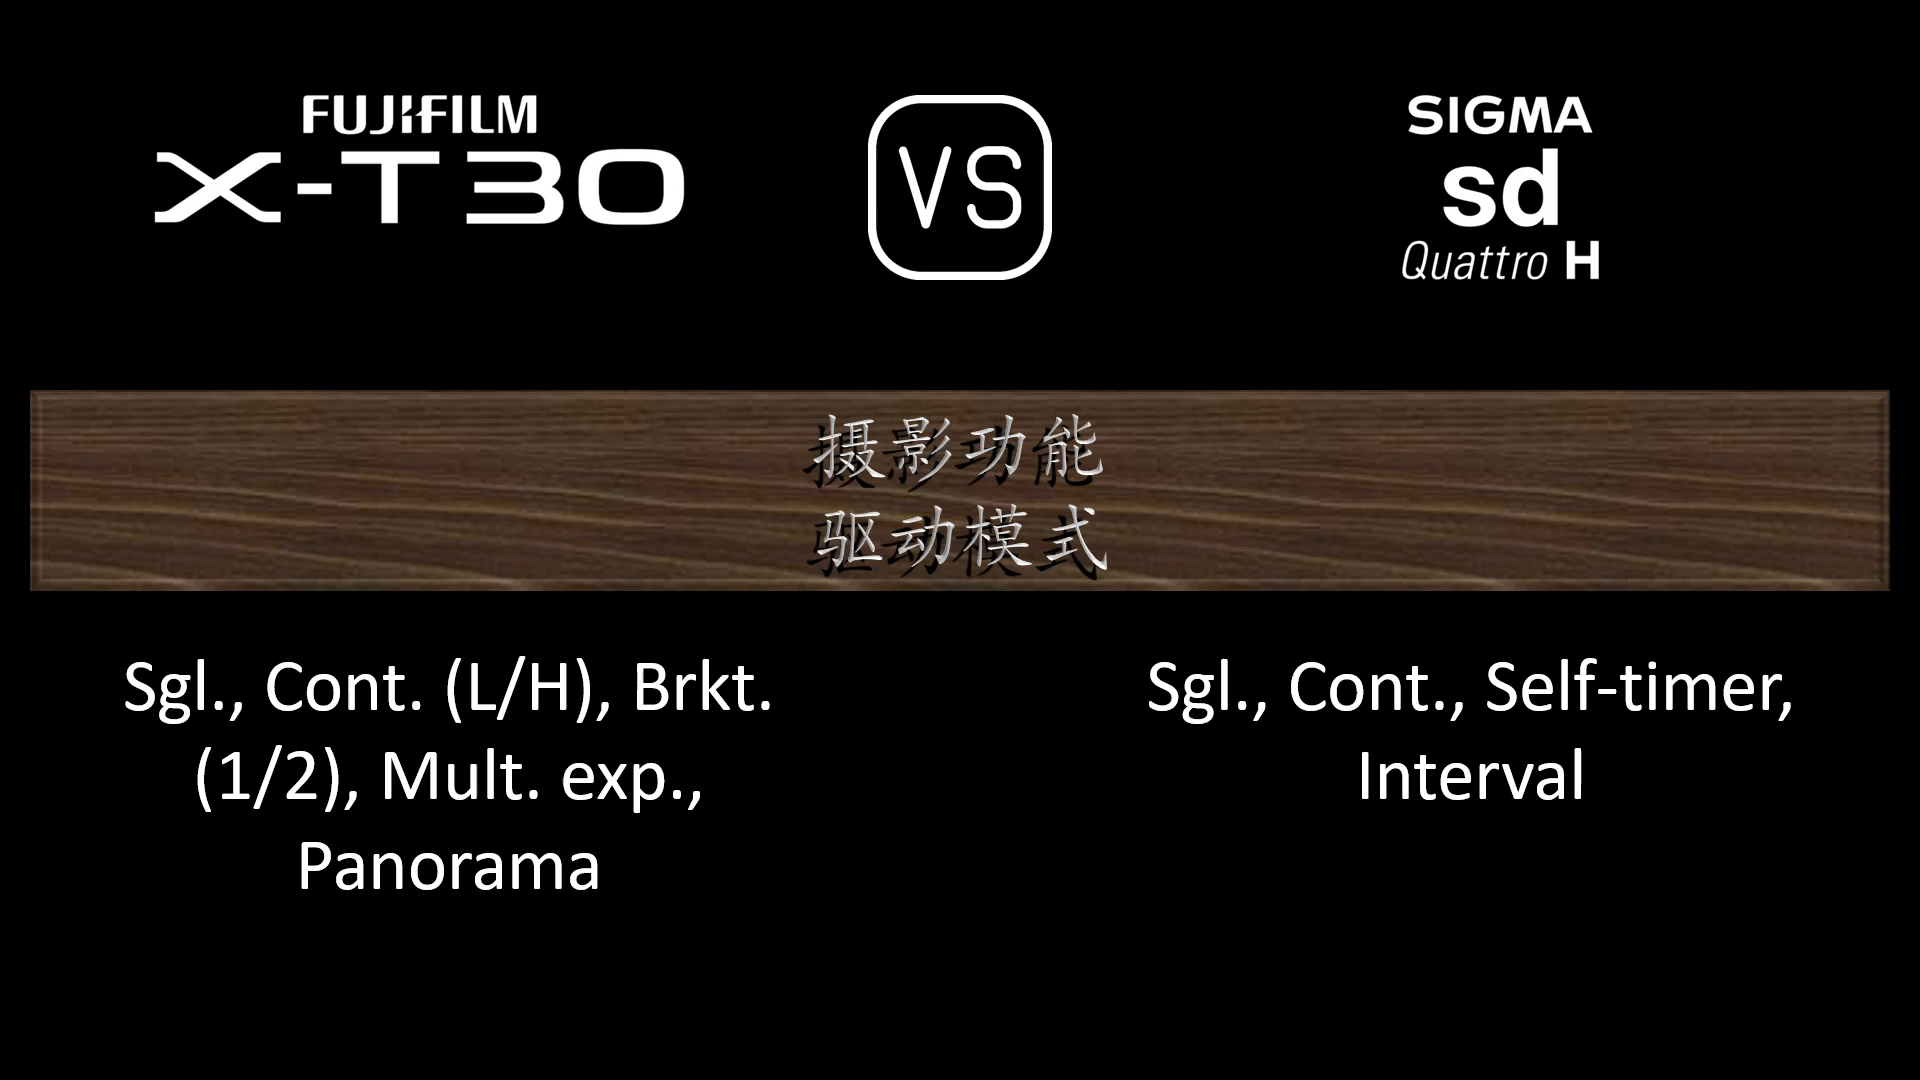 FUJIFILM
X-T30
VS
SIGMA
sd
Quattro H
摄影功能
驱动模式
Sgl., Cont. (L/H), Brkt.
(1/2), Mult. exp.,
Panorama
Sgl., Cont., Self-timer,
Interval